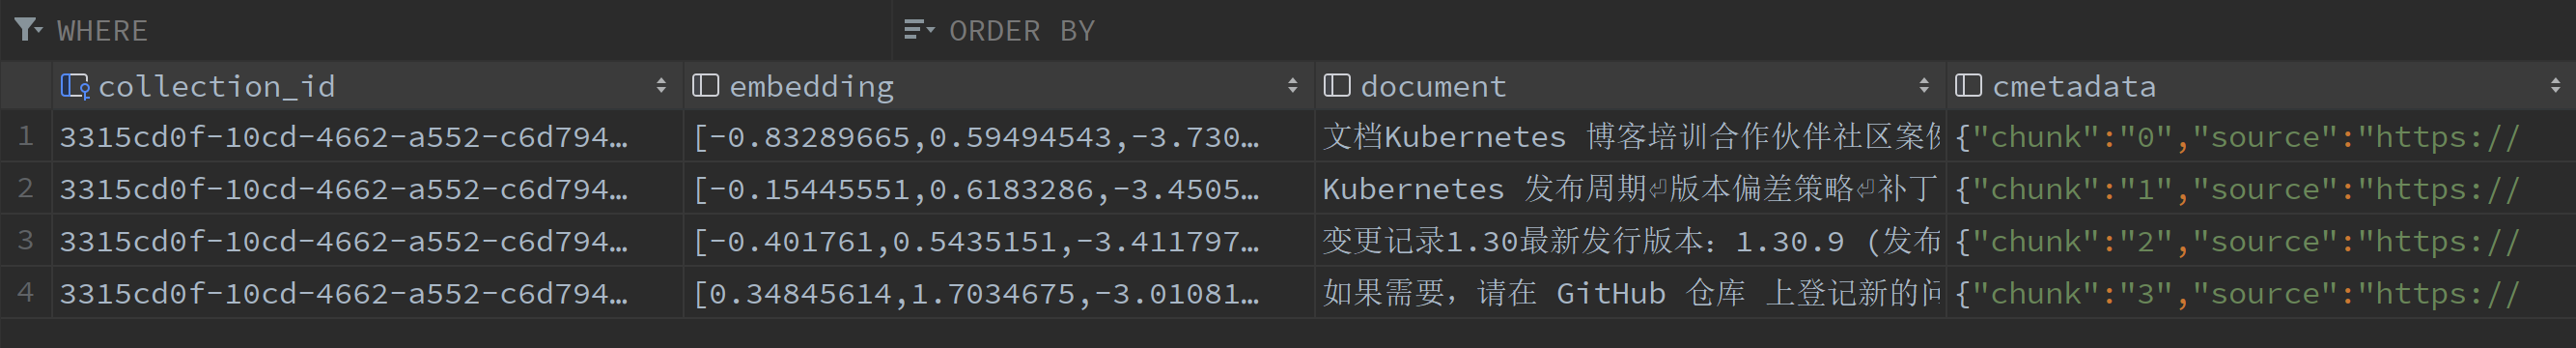 WHERE ORDER BY
collection_id embedding document cmetadata
1 3315cd0f-10cd-4662-a552-c6d794… [-0.83289665,0.59494543,-3.730… 文档Kubernetes 博客培训合作伙伴社区案例 {"chunk":"0","source":"https://
2 3315cd0f-10cd-4662-a552-c6d794… [-0.15445551,0.6183286,-3.4505… Kubernetes 发布周期⏎版本偏差策略⏎补丁 {"chunk":"1","source":"https://
3 3315cd0f-10cd-4662-a552-c6d794… [-0.401761,0.5435151,-3.411797… 变更记录1.30最新发行版本：1.30.9 (发布 {"chunk":"2","source":"https://
4 3315cd0f-10cd-4662-a552-c6d794… [0.34845614,1.7034675,-3.01081… 如果需要，请在 GitHub 仓库 上登记新的问 {"chunk":"3","source":"https://